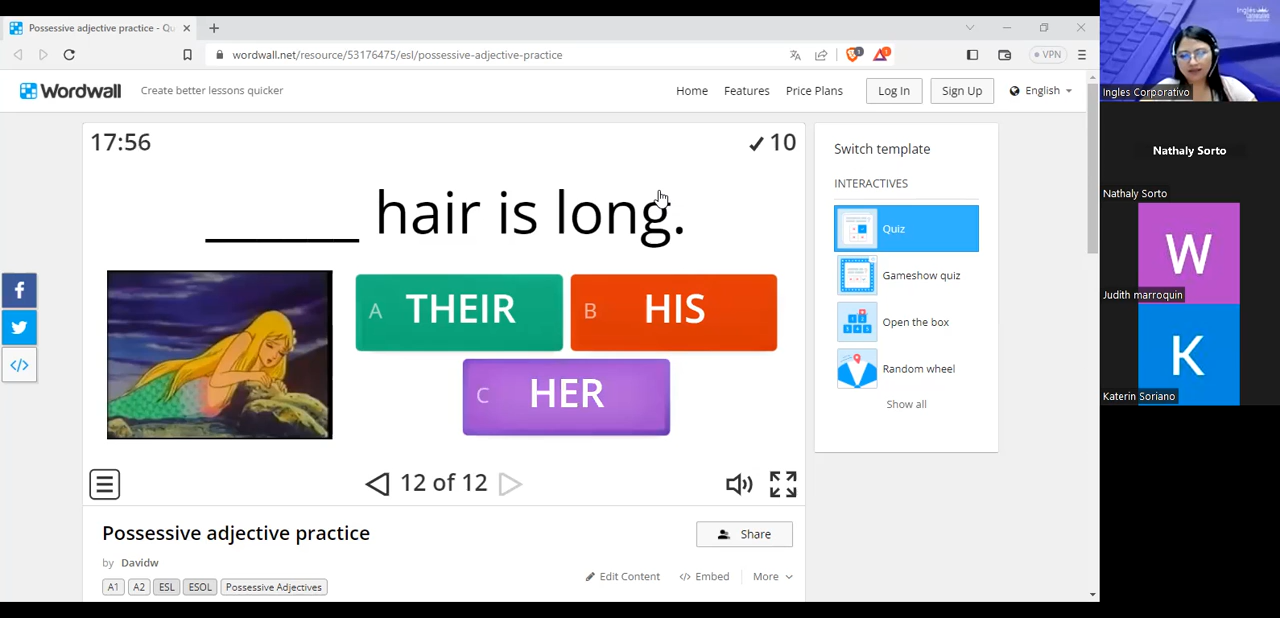 Possessive adjective practice - Qu
wordwall.net/resource/53176475/esl/possessive-adjective-practice
1
1
VPN
Wordwall
Create better lessons quicker
Home
Features
Price Plans
Log In
Sign Up
English
17:56
10
_______ hair is long.
A THEIR
B HIS
C HER
12 of 12
Switch template
INTERACTIVES
Quiz
Gameshow quiz
Open the box
Random wheel
Show all
Possessive adjective practice
Share
by Davidw
Edit Content
Embed
More
A1
A2
ESL
ESOL
Possessive Adjectives
Ingles Corporativo
Nathaly Sorto
Nathaly Sorto
W
Judith marroquin
K
Katerin Soriano